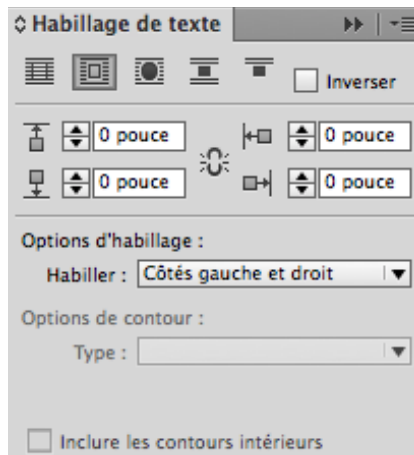 Habillage de texte
Inverser
0 pouce 0 pouce
0 pouce 0 pouce
Options d'habillage :
Habiller : Côtés gauche et droit
Options de contour :
Type :
Inclure les contours intérieurs